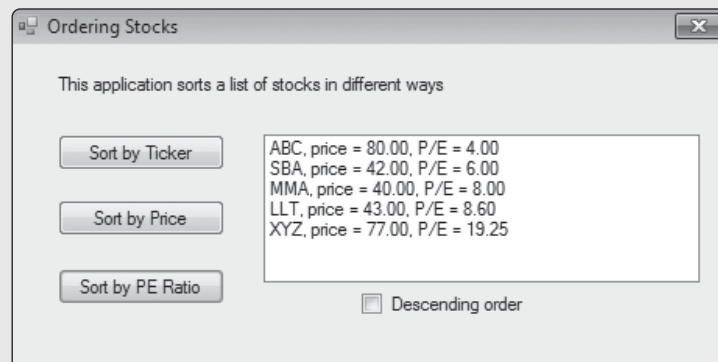 Ordering Stocks
This application sorts a list of stocks in different ways
Sort by Ticker
Sort by Price
Sort by PE Ratio
ABC, price = 80.00, P/E = 4.00
SBA, price = 42.00, P/E = 6.00
MMA, price = 40.00, P/E = 8.00
LLT, price = 43.00, P/E = 8.60
XYZ, price = 77.00, P/E = 19.25
Descending order